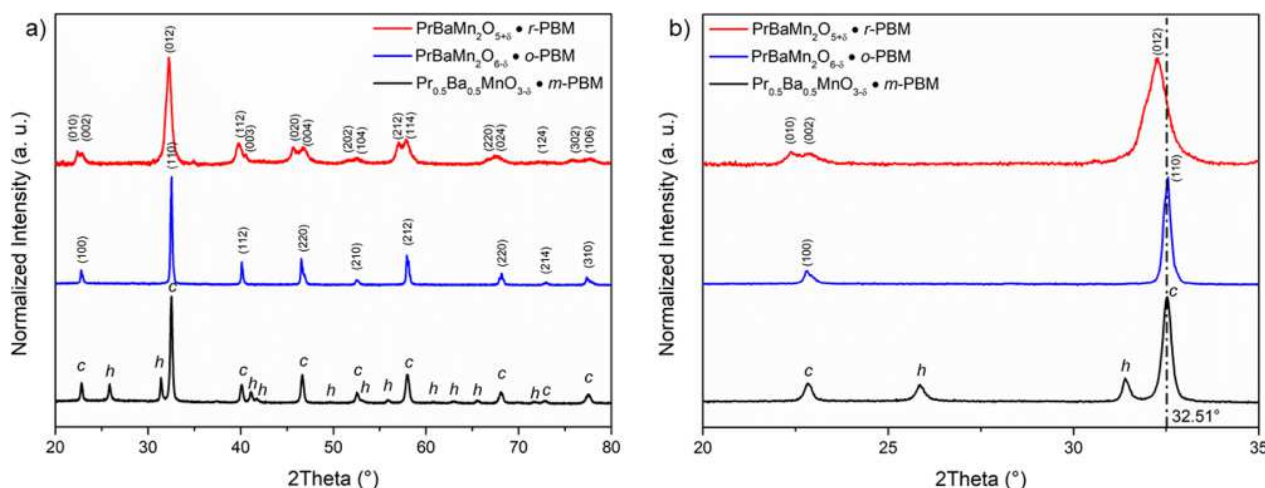 a)
PrBaMn₂O₅₊δ • r-PBM
PrBaMn₂O₆₋δ • o-PBM
Pr₀.₅Ba₀.₅MnO₃₋δ • m-PBM
(010)
(002)
(012)
(112)
(003)
(020)
(004)
(202)
(104)
(212)
(114)
(220)
(024)
(124)
(302)
(106)
(100)
(110)
(112)
(220)
(210)
(212)
(220)
(214)
(310)
c
h
h
c
c
h
h
c
h
c
h
h
c
h
h
h
c
h
c
c
20 30 40 50 60 70 80
2Theta (°)
Normalized Intensity (a. u.)
b)
PrBaMn₂O₅₊δ • r-PBM
PrBaMn₂O₆₋δ • o-PBM
Pr₀.₅Ba₀.₅MnO₃₋δ • m-PBM
(010)
(002)
(012)
(100)
(110)
c
h
h
c
32.51°
20 25 30 35
2Theta (°)
Normalized Intensity (a. u.)